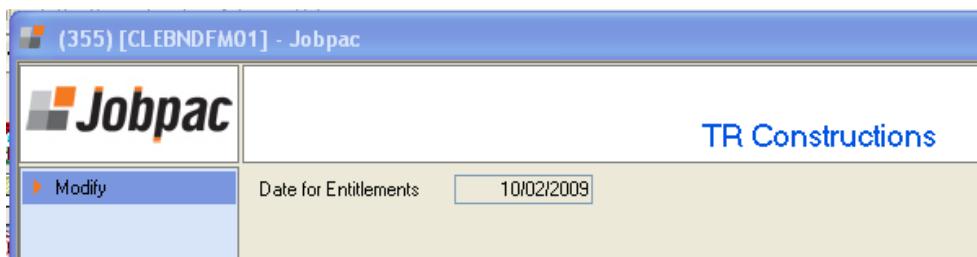 (355) [CLEBNDFM01] - Jobpac
Jobpac
TR Constructions
Modify
Date for Entitlements 10/02/2009